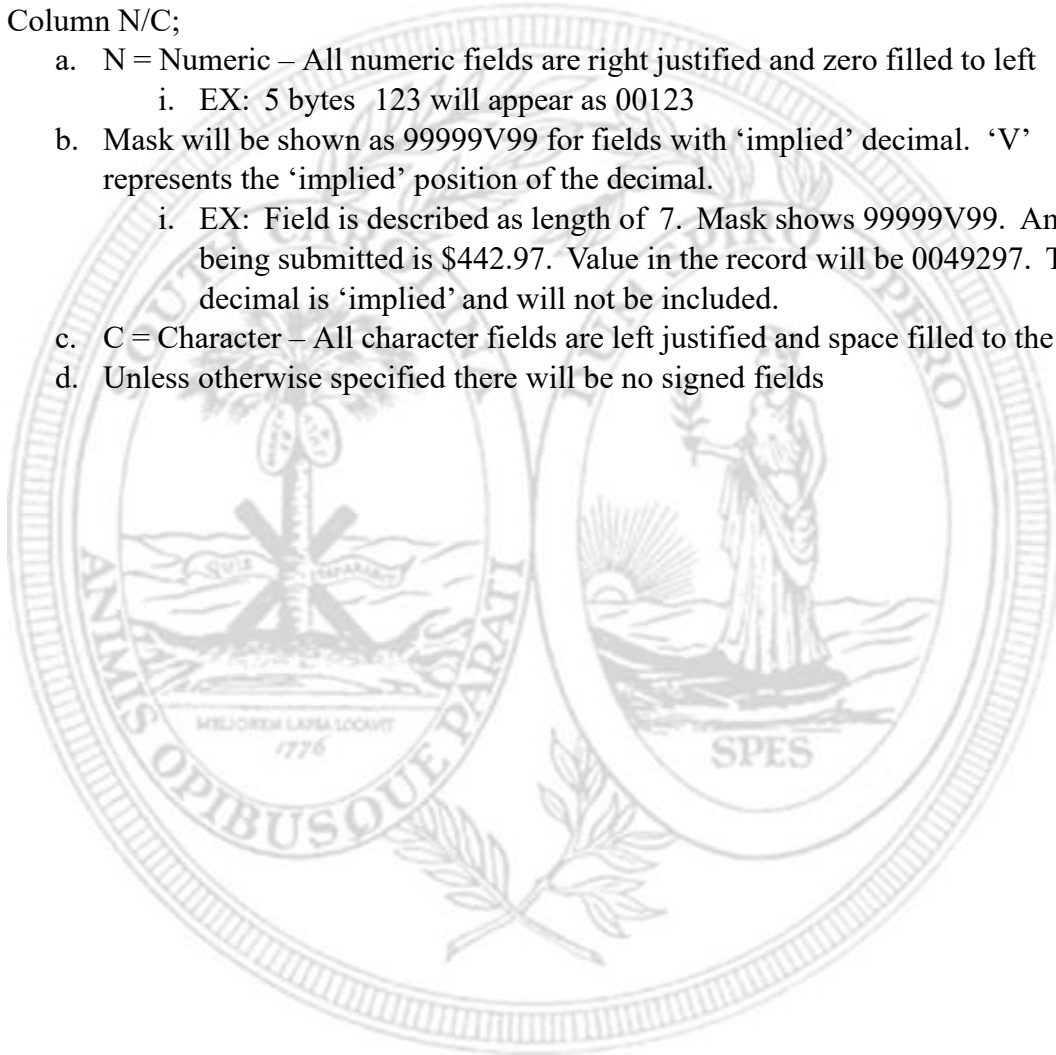 Column N/C;
a. N = Numeric – All numeric fields are right justified and zero filled to left
i. EX: 5 bytes 123 will appear as 00123
b. Mask will be shown as 99999V99 for fields with ‘implied’ decimal. ‘V’
represents the ‘implied’ position of the decimal.
i. EX: Field is described as length of 7. Mask shows 99999V99. An
being submitted is $442.97. Value in the record will be 0049297. T
decimal is ‘implied’ and will not be included.
c. C = Character – All character fields are left justified and space filled to the
d. Unless otherwise specified there will be no signed fields
SPRO
QUIS
ANIMIS OPIBUSQUE PARATI
MELIOREM LAPSA LOCAVIT
1776
SPES